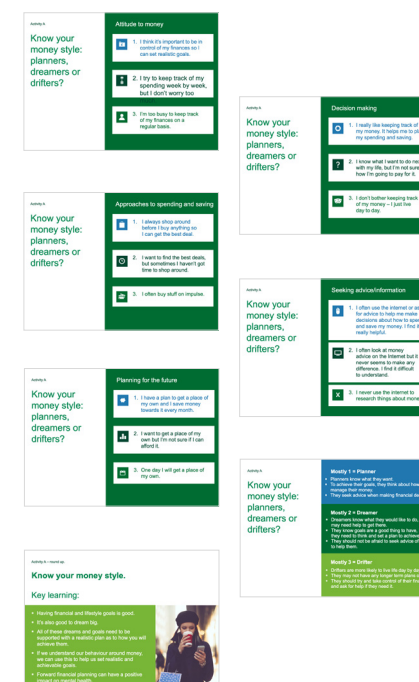 Activity A
Know your
money style:
planners,
dreamers or
drifters?
Attitude to money
1. I think it's important to be in
control of my finances so I
can set realistic goals.
2. I try to keep track of my
spending week by week,
but I don't worry too
3. I'm too busy to keep track
of my finances on a
regular basis.
Activity A
Know your
money style:
planners,
dreamers or
drifters?
Decision making
1. I really like keeping track of
my money. It helps me to pla
my spending and saving.
2. I know what I want to do ne
with my life, but I'm not sure
how I'm going to pay for it.
3. I don't bother keeping track
of my money – I just live
day to day.
Activity A
Know your
money style:
planners,
dreamers or
drifters?
Approaches to spending and saving
1. I always shop around
before I buy anything so
I can get the best deal.
2. I want to find the best deals,
but sometimes I haven't got
time to shop around.
3. I often buy stuff on impulse.
Activity A
Know your
money style:
planners,
dreamers or
drifters?
Seeking advice/information
1. I often use the internet or as
for advice to help me make
decisions about how to spen
and save my money. I find it
really helpful.
2. I often look at money
advice on the internet but it
never seems to make any
difference. I find it difficult
to understand.
3. I never use the internet to
research things about mone
Activity A
Know your
money style:
planners,
dreamers or
drifters?
Planning for the future
1. I have a plan to get a place of
my own and I save money
towards it every month.
2. I want to get a place of my
own but I'm not sure if I can
afford it.
3. One day I will get a place of
my own.
Activity A
Know your
money style:
planners,
dreamers or
drifters?
Mostly 1 = Planner
• Planners know what they want.
• To achieve their goals, they think about how
manage their money.
• They seek advice when making financial de
Mostly 2 = Dreamer
• Dreamers know what they would like to do,
may need help to get there.
• They know goals are a good thing to have,
they need to think and set a plan to achieve
• They should not be afraid to seek advice o
to help them.
Mostly 3 = Drifter
• Drifters are more likely to live life day by da
• They may not have any longer term plans o
• They should try and take control of their fin
and ask for help if they need it.
Activity A – round up.
Know your money style.
Key learning:
• Having financial and lifestyle goals is good.
• It's also good to dream big.
• All of these dreams and goals need to be
supported with a realistic plan as to how you will
achieve them.
• If we understand our behaviour around money,
we can use this to help us set realistic and
achievable goals.
• Forward financial planning can have a positive
impact on mental health.